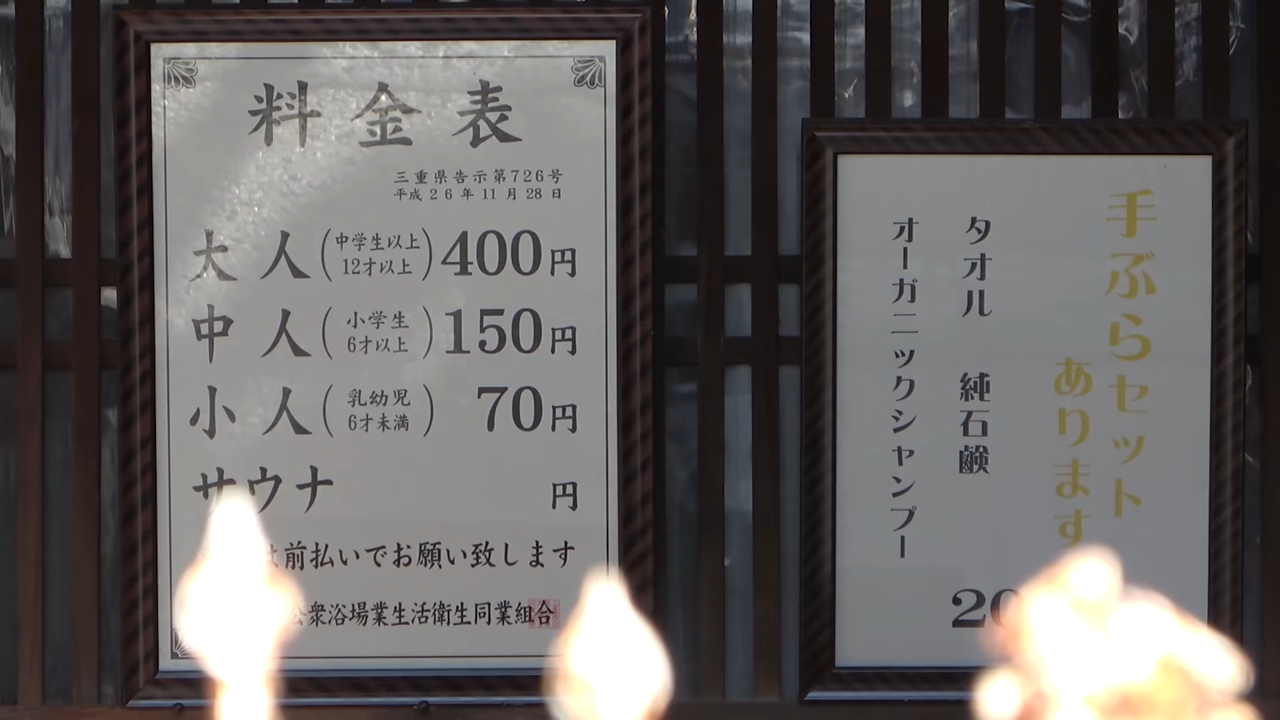 料金表
三重県告示第726号
平成26年11月28日
大人(中学生以上 12才以上)400円
中人(小学生 6才以上)150円
小人(乳幼児 6才未満)70円
サウナ 円
は前払いでお願い致します
公衆浴場業生活衛生同業組合
手ぶらセット
あります
タオル 純石鹸
オーガニックシャンプー
20